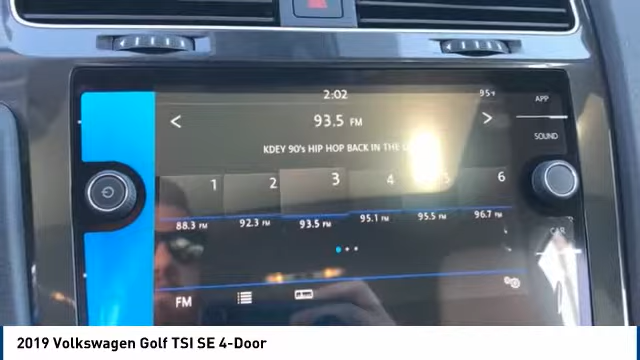 2:02
95°F
APP
<
93.5 FM
>
SOUND
KDEY 90's HIP HOP BACK IN THE
1 2 3 4 5 6
88.3 FM 92.3 FM 93.5 FM 95.1 FM 95.5 FM 96.7 FM
CAR
FM
2019 Volkswagen Golf TSI SE 4-Door